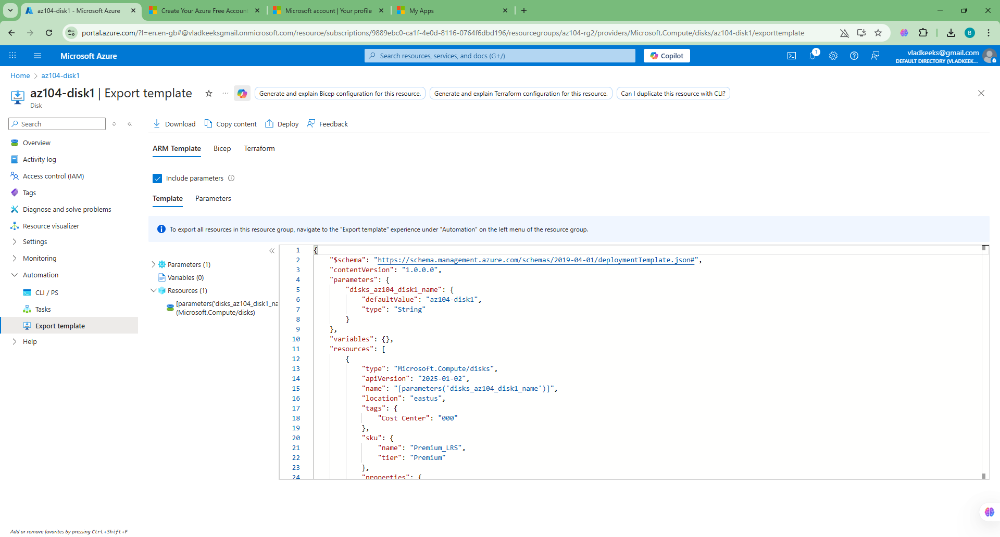 az104-disk1 - Microsoft Azure
Create Your Azure Free Account
Microsoft account | Your profile
My Apps
portal.azure.com/?l=en.en-gb#@vladkeeksgmail.onmicrosoft.com/resource/subscriptions/9889ebc0-ca1f-4e0d-8116-0764f6dbd196/resourcegroups/az104-rg2/providers/Microsoft.Compute/disks/az104-disk1/exporttemplate
B
Microsoft Azure
Search resources, services, and docs (G+/)
Copilot
1
vladkeeks@gmail.com
DEFAULT DIRECTORY (VLADKEEK...
Home > az104-disk1
az104-disk1 | Export template
Disk
Generate and explain Bicep configuration for this resource.
Generate and explain Terraform configuration for this resource.
Can I duplicate this resource with CLI?
Search
Overview
Activity log
Access control (IAM)
Tags
Diagnose and solve problems
Resource visualizer
Settings
Monitoring
Automation
CLI / PS
Tasks
Export template
Help
Download
Copy content
Deploy
Feedback
ARM Template
Bicep
Terraform
Include parameters
Template
Parameters
To export all resources in this resource group, navigate to the "Export template" experience under "Automation" on the left menu of the resource group.
Parameters (1)
Variables (0)
Resources (1)
[parameters('disks_az104_disk1_na
(Microsoft.Compute/disks)
1 {
2 "$schema": "https://schema.management.azure.com/schemas/2019-04-01/deploymentTemplate.json#",
3 "contentVersion": "1.0.0.0",
4 "parameters": {
5 "disks_az104_disk1_name": {
6 "defaultValue": "az104-disk1",
7 "type": "String"
8 }
9 },
10 "variables": {},
11 "resources": [
12 {
13 "type": "Microsoft.Compute/disks",
14 "apiVersion": "2025-01-02",
15 "name": "[parameters('disks_az104_disk1_name')]",
16 "location": "eastus",
17 "tags": {
18 "Cost Center": "000"
19 },
20 "sku": {
21 "name": "Premium_LRS",
22 "tier": "Premium"
23 },
24 "properties": {
Add or remove favorites by pressing Ctrl+Shift+F